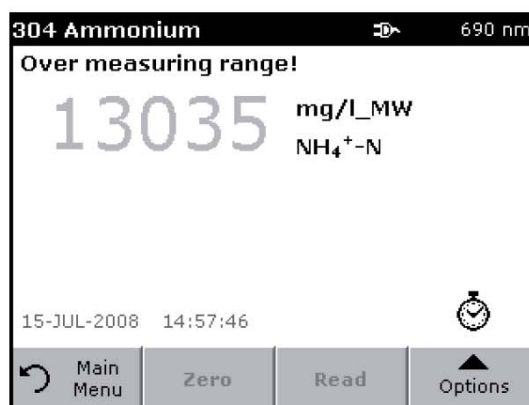 304 Ammonium 690 nm
Over measuring range!
13035 mg/l_MW
NH₄⁺-N
15-JUL-2008 14:57:46
Main Menu Zero Read Options